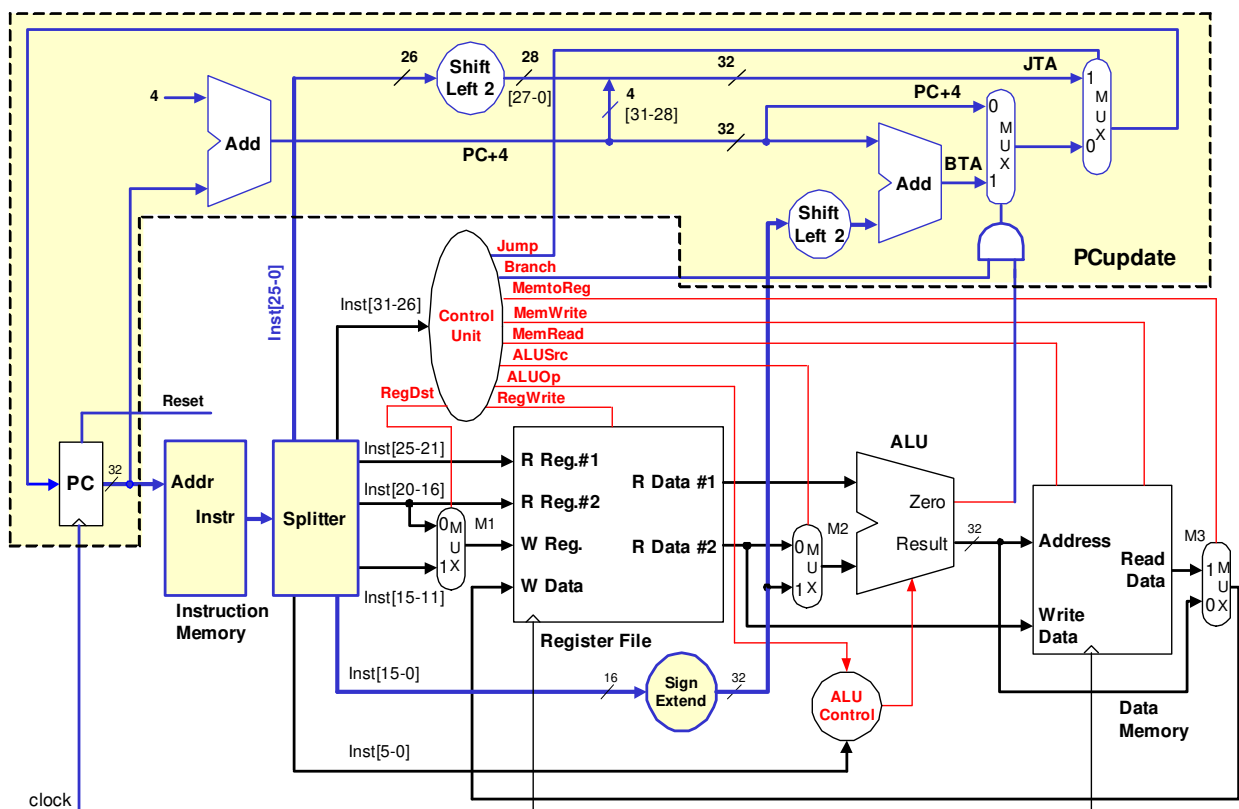 26
Shift
Left 2
28
[27-0]
32
JTA
1
M
U
X
0
4
4
[31-28]
PC+4
0
M
U
X
1
Add
PC+4
32
BTA
Add
Shift
Left 2
PCupdate
Inst[25-0]
Jump
Branch
MemtoReg
MemWrite
MemRead
ALUSrc
ALUOp
RegWrite
RegDst
Inst[31-26]
Control
Unit
Reset
PC
32
Addr
Instr
Instruction
Memory
Splitter
Inst[25-21]
Inst[20-16]
Inst[15-11]
0
M
U
X
1
M1
R Reg.#1
R Reg.#2
W Reg.
W Data
R Data #1
R Data #2
Register File
0
M
U
X
1
M2
ALU
Zero
Result
32
Address
Read
Data
Write
Data
Data
Memory
M3
1
M
U
X
0
Inst[15-0]
16
Sign
Extend
32
ALU
Control
Inst[5-0]
clock